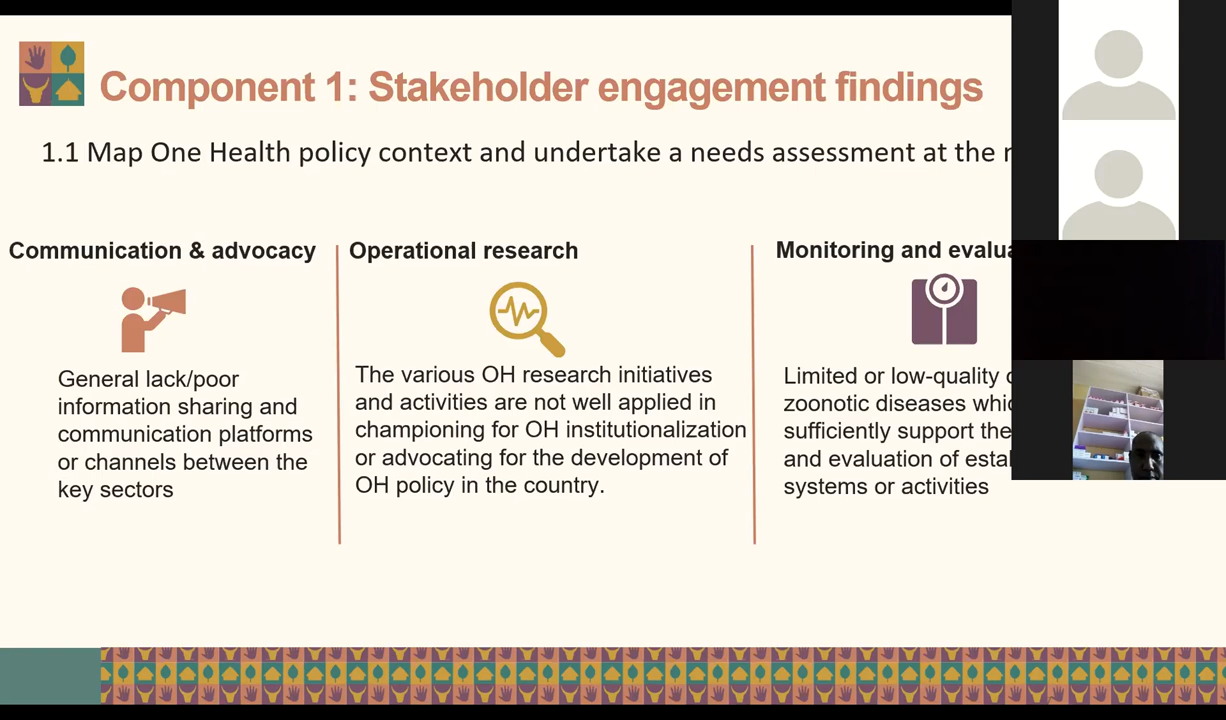 Component 1: Stakeholder engagement findings
1.1 Map One Health policy context and undertake a needs assessment at the
Communication & advocacy
General lack/poor
information sharing and
communication platforms
or channels between the
key sectors
Operational research
The various OH research initiatives
and activities are not well applied in
championing for OH institutionalization
or advocating for the development of
OH policy in the country.
Monitoring and
Limited or low-quality
zoonotic diseases
sufficiently support the
and evaluation of
systems or activities